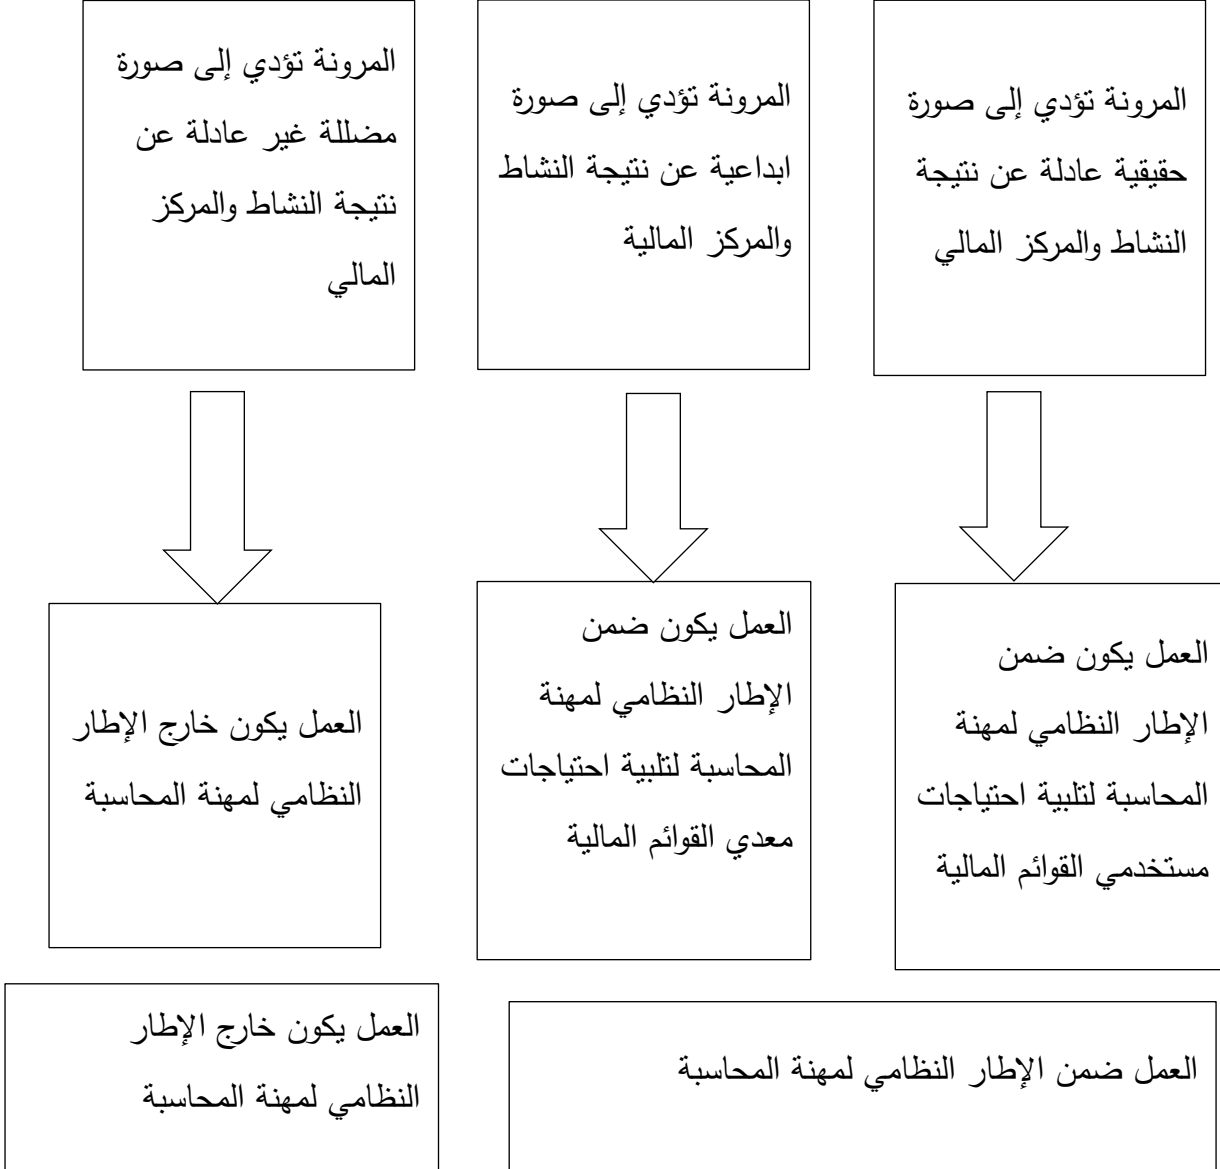 المرونة تؤدي إلى صورة
حقيقية عادلة عن نتيجة
النشاط والمركز المالي
المرونة تؤدي إلى صورة
ابداعية عن نتيجة النشاط
والمركز المالية
المرونة تؤدي إلى صورة
مضللة غير عادلة عن
نتيجة النشاط والمركز
المالي
العمل يكون ضمن
الإطار النظامي لمهنة
المحاسبة لتلبية احتياجات
مستخدمي القوائم المالية
العمل يكون ضمن
الإطار النظامي لمهنة
المحاسبة لتلبية احتياجات
معدي القوائم المالية
العمل يكون خارج الإطار
النظامي لمهنة المحاسبة
العمل ضمن الإطار النظامي لمهنة المحاسبة
العمل يكون خارج الإطار
النظامي لمهنة المحاسبة